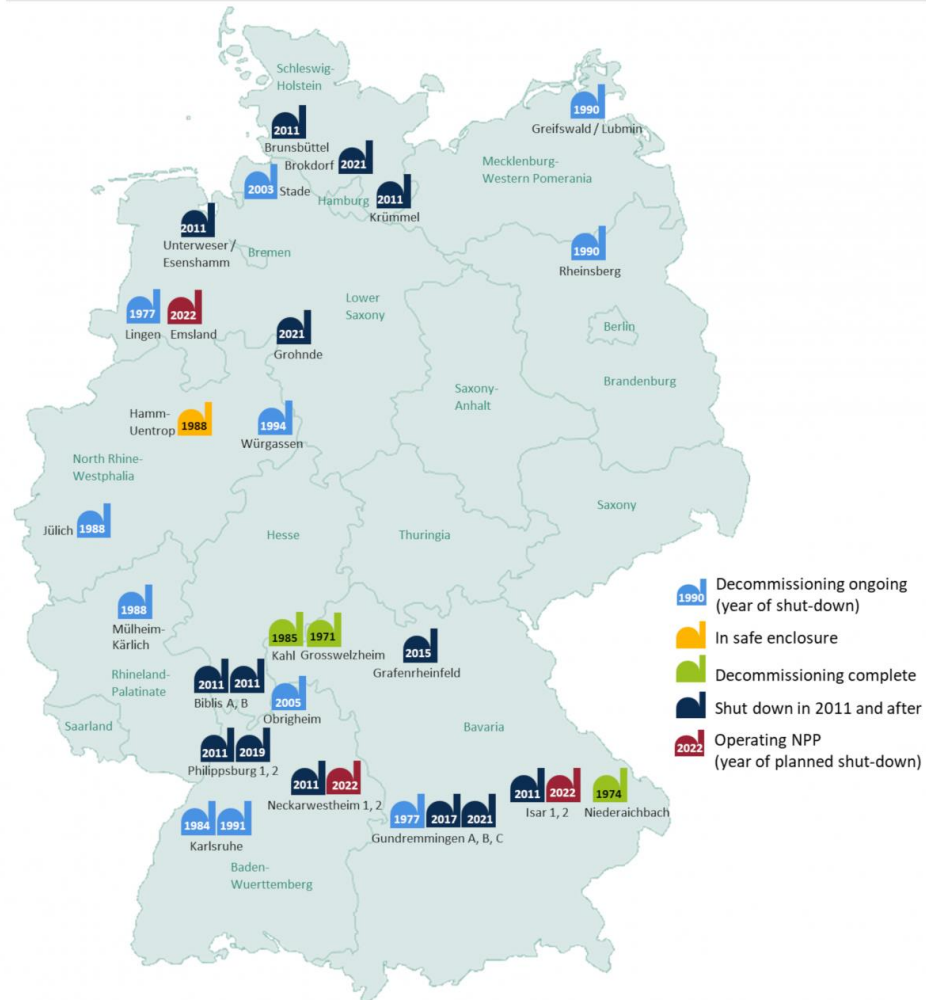 Schleswig-
Holstein
2011
Brunsbüttel
1990
Greifswald / Lubmin
Brokdorf 2021
Mecklenburg-
Western Pomerania
2003 Stade
Hamburg
2011
Krümmel
2011
Unterweser /
Esenshamm
Bremen
1990
Rheinsberg
1977
Lingen
2022
Emsland
Lower
Saxony
2021
Grohnde
Berlin
Brandenburg
Saxony-
Anhalt
Hamm-
Uentrop 1988
1994
Würgassen
North Rhine-
Westphalia
Saxony
Jülich 1988
Hesse
Thuringia
1988
Mülheim-
Kärlich
1985
Kahl
1971
Grosswelzheim
2015
Grafenrheinfeld
Rhineland-
Palatinate
2011 2011
Biblis A, B
2005
Obrigheim
Saarland
Bavaria
2011 2019
Philippsburg 1, 2
2011 2022
Neckarwestheim 1, 2
2011 2022
Isar 1, 2
1974
Niederaichbach
1984 1991
Karlsruhe
1977 2017 2021
Gundremmingen A, B, C
Baden-
Wuerttemberg
1990 Decommissioning ongoing
(year of shut-down)
In safe enclosure
Decommissioning complete
Shut down in 2011 and after
2022 Operating NPP
(year of planned shut-down)